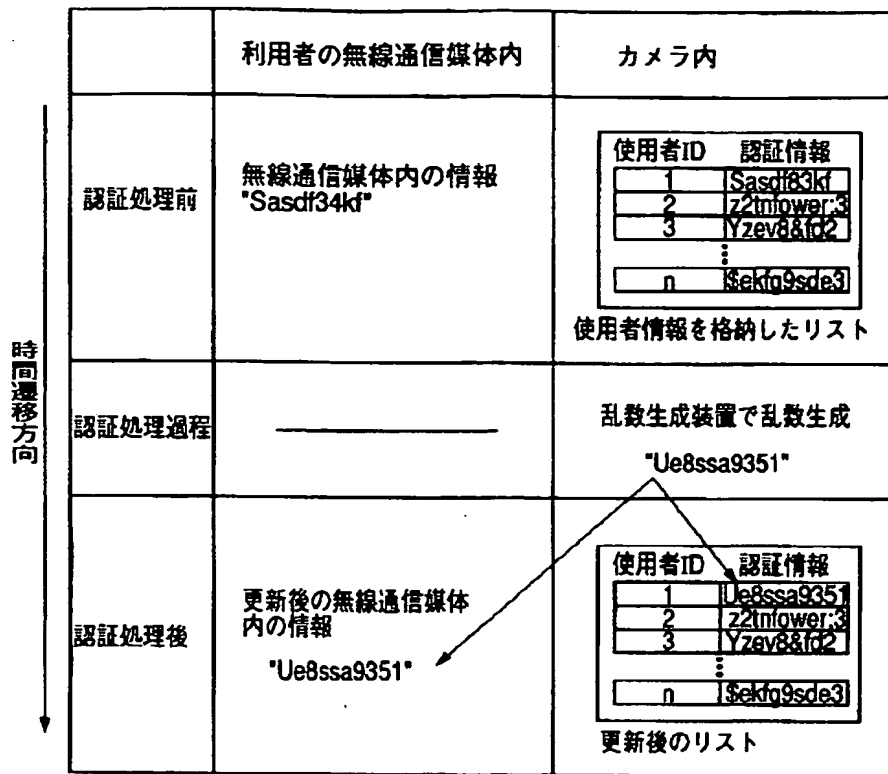 利用者の無線通信媒体内
カメラ内
時間遷移方向
認証処理前
無線通信媒体内の情報
"Sasdf34kf"
使用者ID 認証情報
1 Sasdf83kf
2 z2tnfower;3
3 Yzev8&fd2
n $ekfg9sde3
使用者情報を格納したリスト
認証処理過程
乱数生成装置で乱数生成
"Ue8ssa9351"
認証処理後
更新後の無線通信媒体
内の情報
"Ue8ssa9351"
使用者ID 認証情報
1 Ue8ssa9351
2 z2tnfower;3
3 Yzev8&fd2
n $ekfg9sde3
更新後のリスト